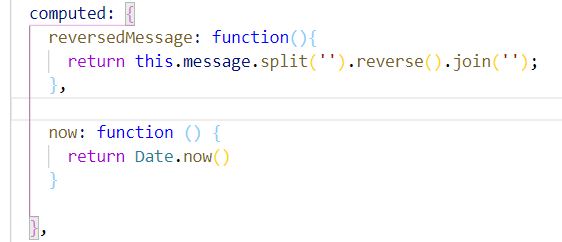 computed: {
reversedMessage: function(){
return this.message.split('').reverse().join('');
},
now: function () {
return Date.now()
}
},